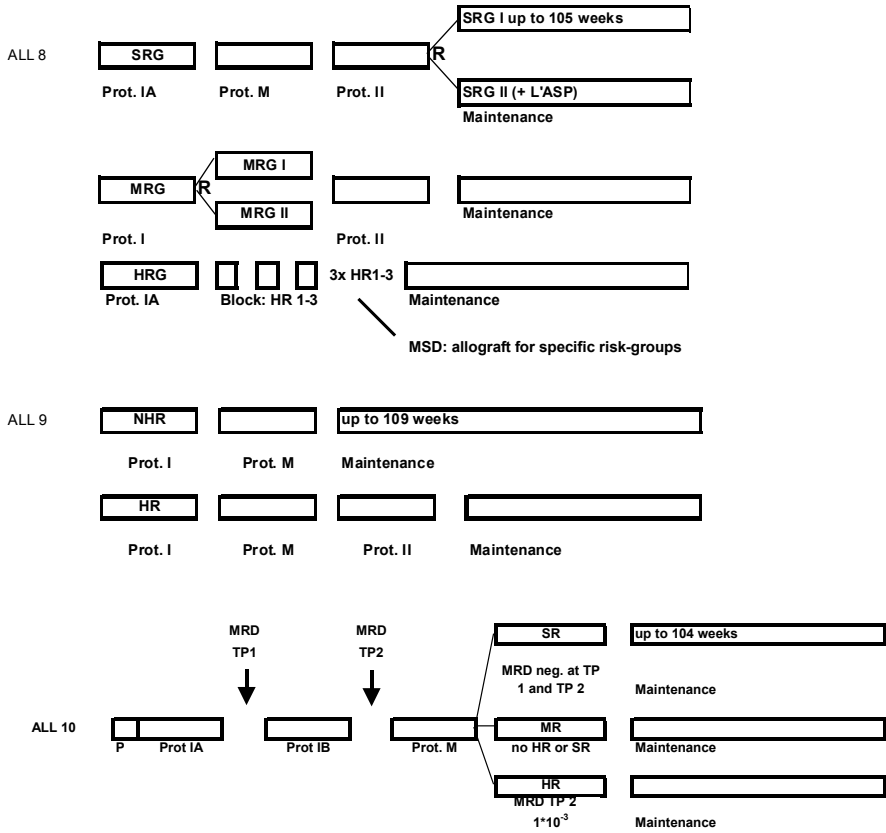 SRG I up to 105 weeks
ALL 8
SRG
R
Prot. IA
Prot. M
Prot. II
SRG II (+ L'ASP)
Maintenance
MRG I
MRG
R
MRG II
Maintenance
Prot. I
Prot. II
HRG
3x HR1-3
Prot. IA
Block: HR 1-3
Maintenance
MSD: allograft for specific risk-groups
ALL 9
NHR
up to 109 weeks
Prot. I
Prot. M
Maintenance
HR
Prot. I
Prot. M
Prot. II
Maintenance
MRD
TP1
MRD
TP2
SR
up to 104 weeks
MRD neg. at TP
1 and TP 2
Maintenance
ALL 10
MR
P
Prot IA
Prot IB
Prot. M
no HR or SR
Maintenance
HR
MRD TP 2
1*10⁻³
Maintenance